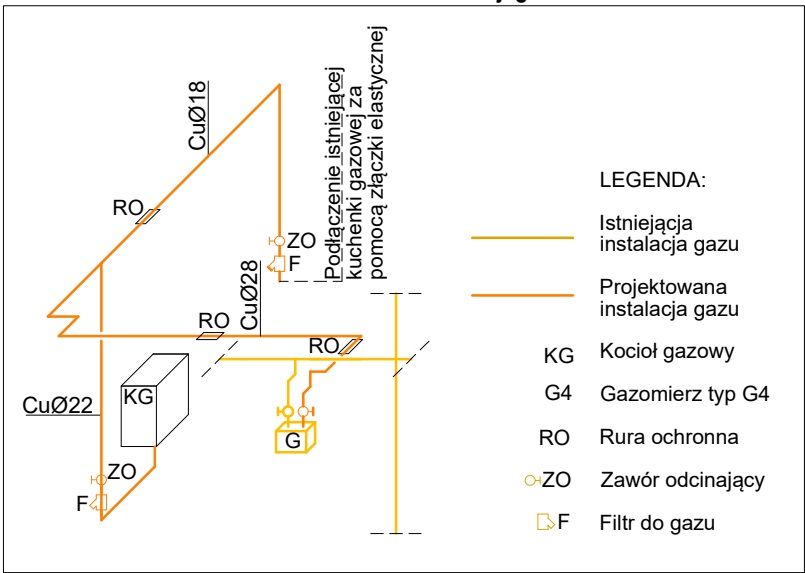 CuØ18
Podłączenie istniejącej
kuchenki gazowej za
pomocą złączki elastycznej
RO
ZO
F
CuØ28
RO
RO
KG
CuØ22
G
ZO
F
LEGENDA:
Istniejącja
instalacja gazu
Projektowana
instalacja gazu
KG Kocioł gazowy
G4 Gazomierz typ G4
RO Rura ochronna
ZO Zawór odcinający
F Filtr do gazu